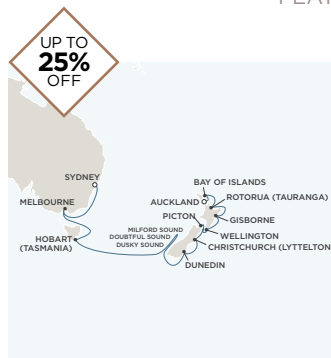 UP TO
25%
OFF
SYDNEY
MELBOURNE
HOBART
(TASMANIA)
BAY OF ISLANDS
AUCKLAND
ROTORUA (TAURANGA)
PICTON
GISBORNE
MILFORD SOUND
DOUBTFUL SOUND
DUSKY SOUND
WELLINGTON
CHRISTCHURCH (LYTTELTON
DUNEDIN